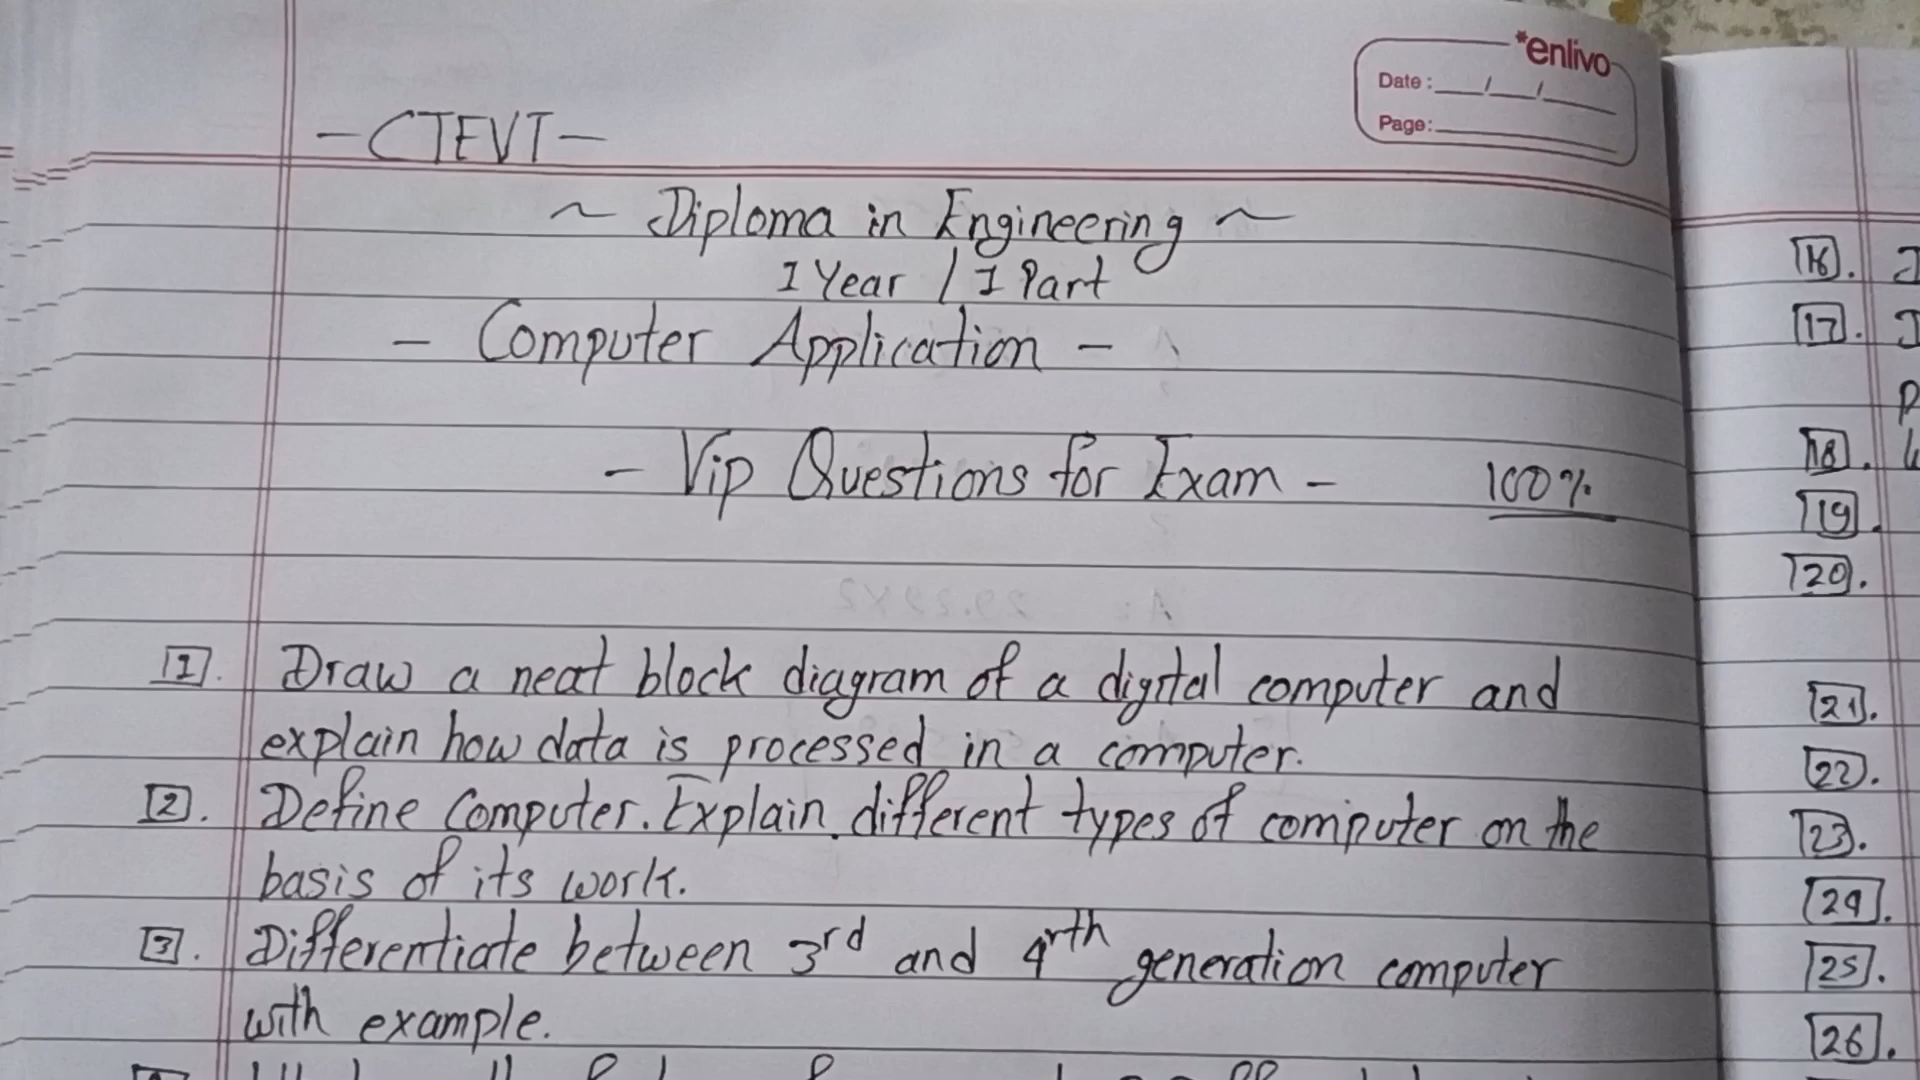 *enlivo
Date: __/__/____
Page:
-CTEVT-
~ Diploma in Engineering ~
I Year / I Part
- Computer Application -
- Vip Questions for Exam - 100%
1. Draw a neat block diagram of a digital computer and
explain how data is processed in a computer.
2. Define Computer. Explain different types of computer on the
basis of its work.
3. Differentiate between 3rd and 4rth generation computer
with example.
16.
17.
18.
19.
20.
21.
22.
23.
24.
25.
26.